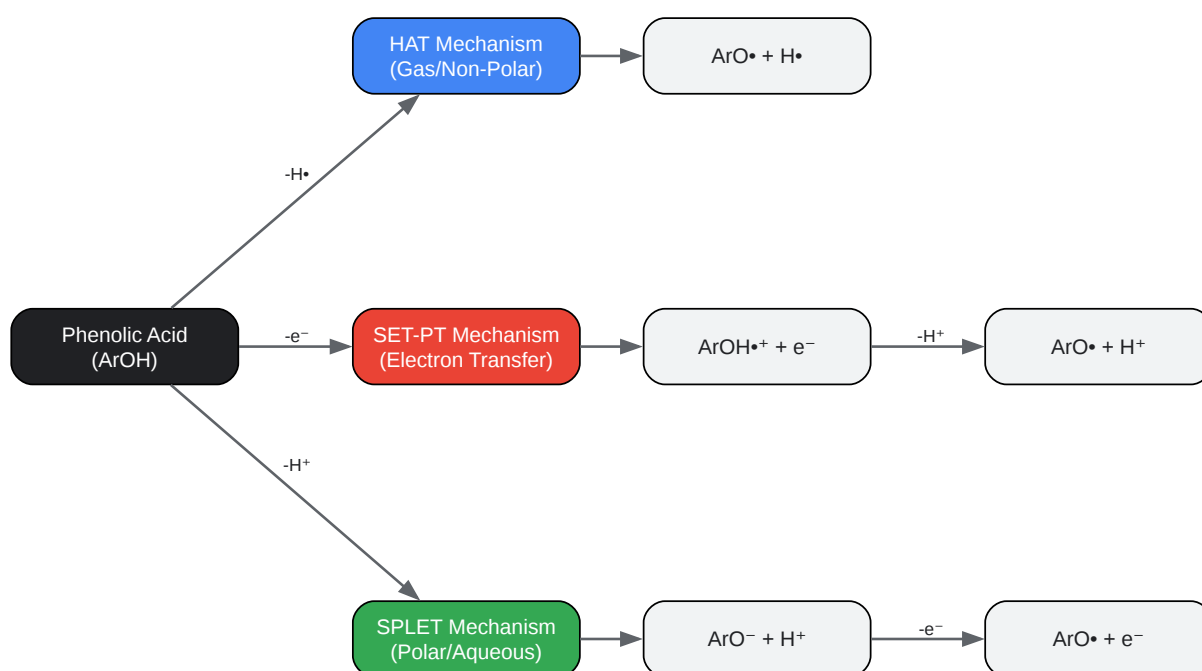 HAT Mechanism
(Gas/Non-Polar)
ArO• + H•
-H•
Phenolic Acid
(ArOH)
-e⁻
SET-PT Mechanism
(Electron Transfer)
ArOH•⁺ + e⁻
-H⁺
ArO• + H⁺
-H⁺
SPLET Mechanism
(Polar/Aqueous)
ArO⁻ + H⁺
-e⁻
ArO• + e⁻